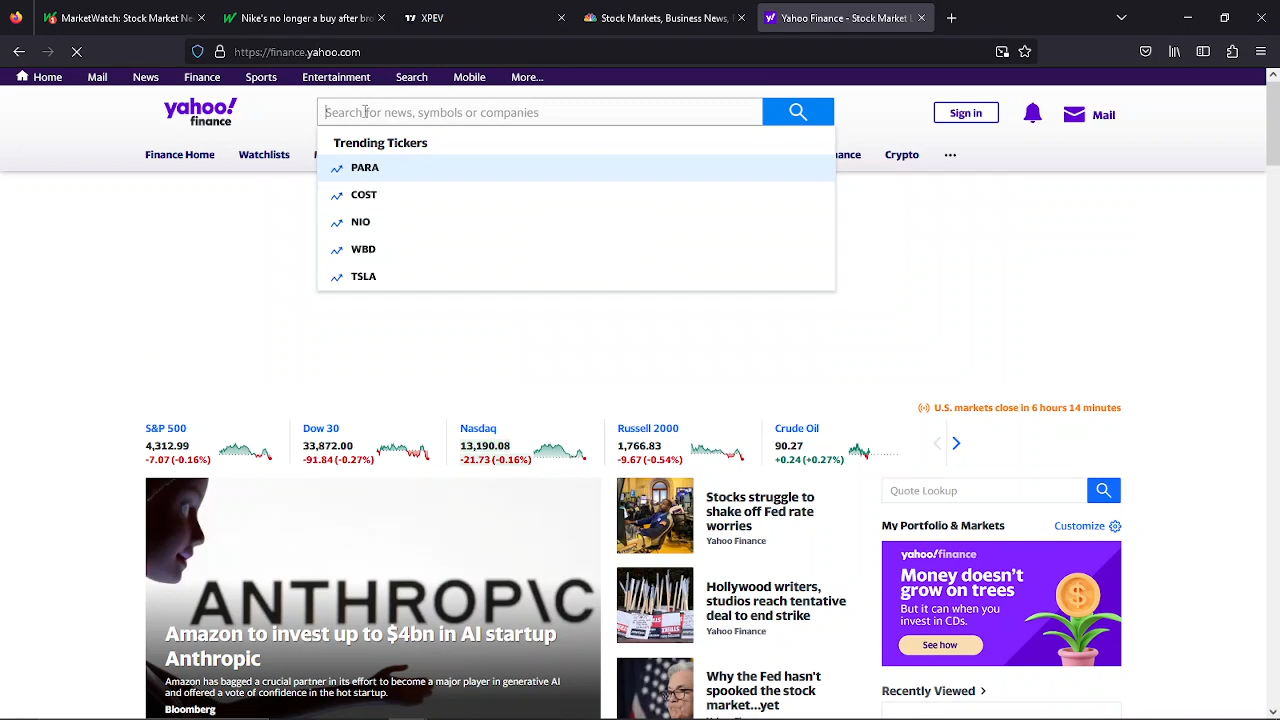 MarketWatch: Stock Market Ne
Nike's no longer a buy after bro
XPEV
Stock Markets, Business News,
Yahoo Finance - Stock Market L
https://finance.yahoo.com
Home
Mail
News
Finance
Sports
Entertainment
Search
Mobile
More...
yahoo!
finance
Search for news, symbols or companies
Sign in
Mail
Trending Tickers
Finance Home
Watchlists
Crypto
PARA
COST
NIO
WBD
TSLA
U.S. markets close in 6 hours 14 minutes
S&P 500
4,312.99
-7.07 (-0.16%)
Dow 30
33,872.00
-91.84 (-0.27%)
Nasdaq
13,190.08
-21.73 (-0.16%)
Russell 2000
1,766.83
-9.67 (-0.54%)
Crude Oil
90.27
+0.24 (+0.27%)
ANTHROP\C
Amazon to invest up to $4bn in AI startup
Anthropic
Amazon has bagged a crucial partner in its effort to become a major player in generative AI
and offered a vote of confidence in the hot startup.
Bloomberg
Stocks struggle to
shake off Fed rate
worries
Yahoo Finance
Hollywood writers,
studios reach tentative
deal to end strike
Yahoo Finance
Why the Fed hasn't
spooked the stock
market...yet
Quote Lookup
My Portfolio & Markets
Customize
yahoo!finance
Money doesn't
grow on trees
But it can when you
invest in CDs.
See how
Recently Viewed